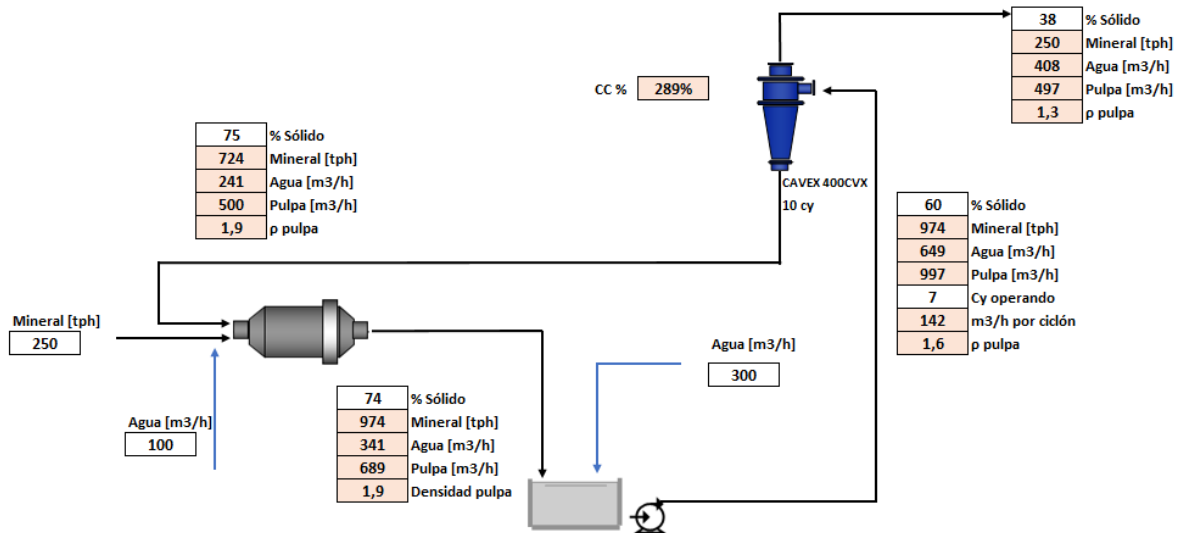 38 % Sólido
250 Mineral [tph]
408 Agua [m3/h]
497 Pulpa [m3/h]
1,3 ρ pulpa
CC % 289%
CAVEX 400CVX
10 cy
75 % Sólido
724 Mineral [tph]
241 Agua [m3/h]
500 Pulpa [m3/h]
1,9 ρ pulpa
60 % Sólido
974 Mineral [tph]
649 Agua [m3/h]
997 Pulpa [m3/h]
7 Cy operando
142 m3/h por ciclón
1,6 ρ pulpa
Mineral [tph]
250
Agua [m3/h]
100
Agua [m3/h]
300
74 % Sólido
974 Mineral [tph]
341 Agua [m3/h]
689 Pulpa [m3/h]
1,9 Densidad pulpa